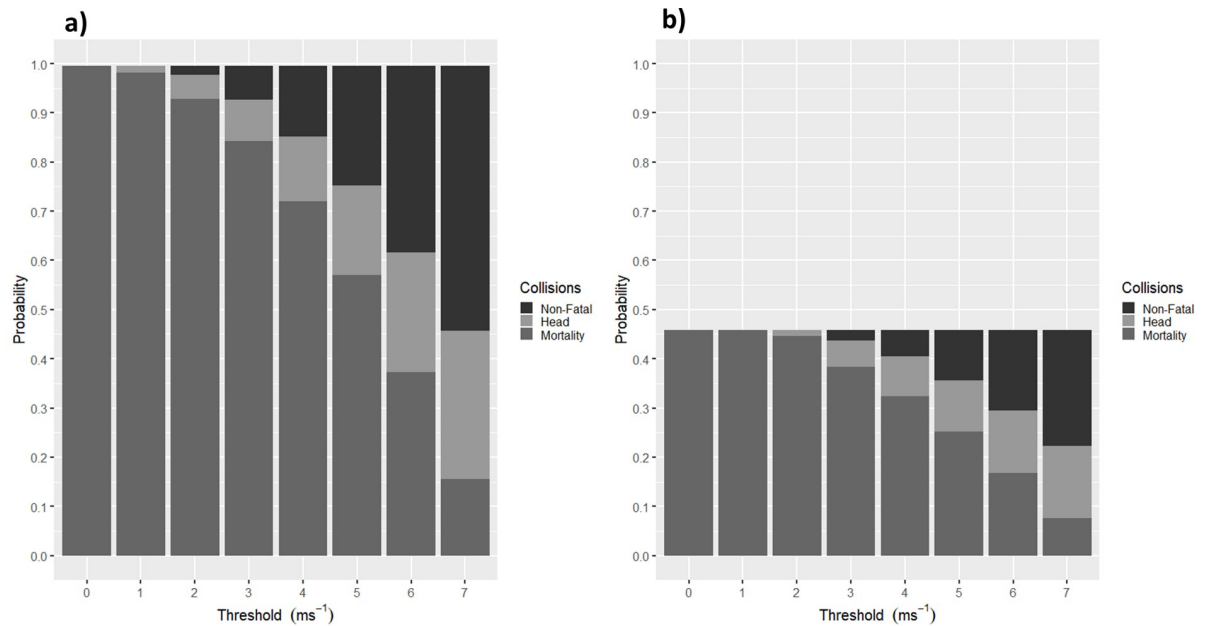 a)
1.0
0.9
0.8
0.7
0.6
0.5
0.4
0.3
0.2
0.1
0.0
Probability
0 1 2 3 4 5 6 7
Threshold (ms⁻¹)
Collisions
Non-Fatal
Head
Mortality
b)
1.0
0.9
0.8
0.7
0.6
0.5
0.4
0.3
0.2
0.1
0.0
Probability
0 1 2 3 4 5 6 7
Threshold (ms⁻¹)
Collisions
Non-Fatal
Head
Mortality